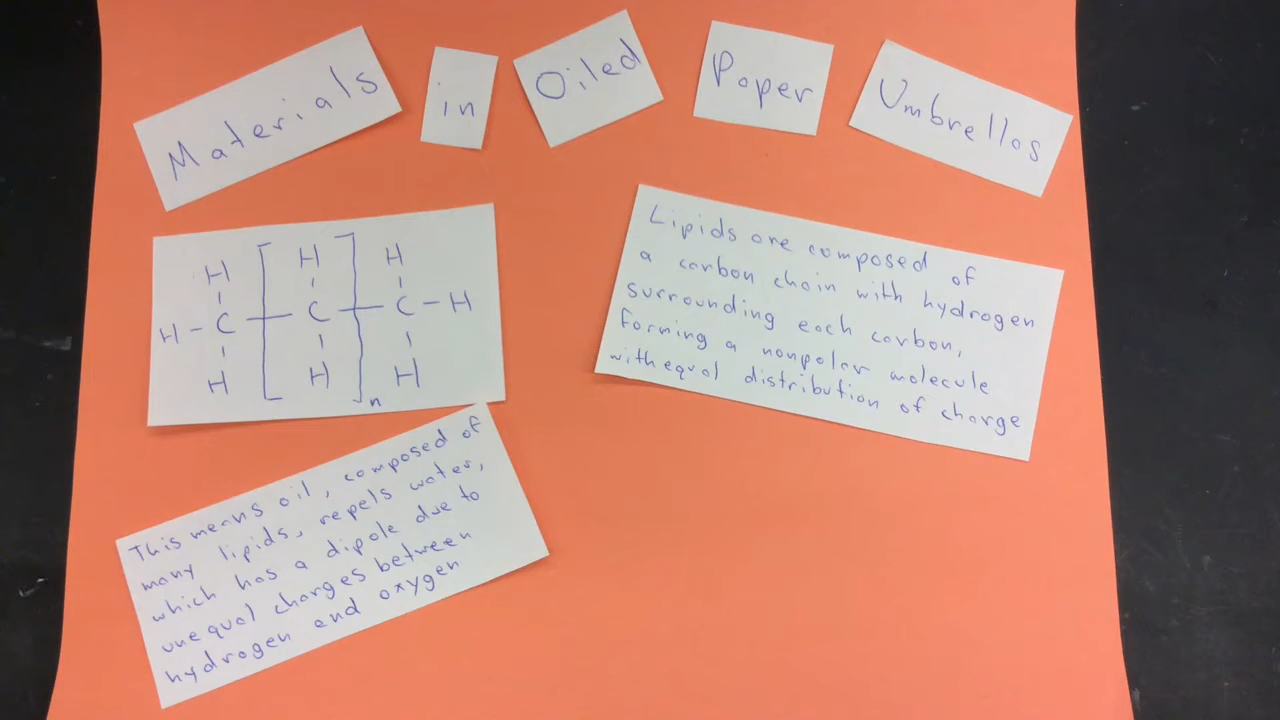 Materials in Oiled Paper Umbrellas
H H H
H - C - C - C - H
H H H
n
Lipids are composed of
a carbon chain with hydrogen
surrounding each carbon,
forming a nonpolar molecule
with equal distribution of charge
This means oil, composed of
many lipids, repels water,
which has a dipole due to
unequal charges between
hydrogen and oxygen